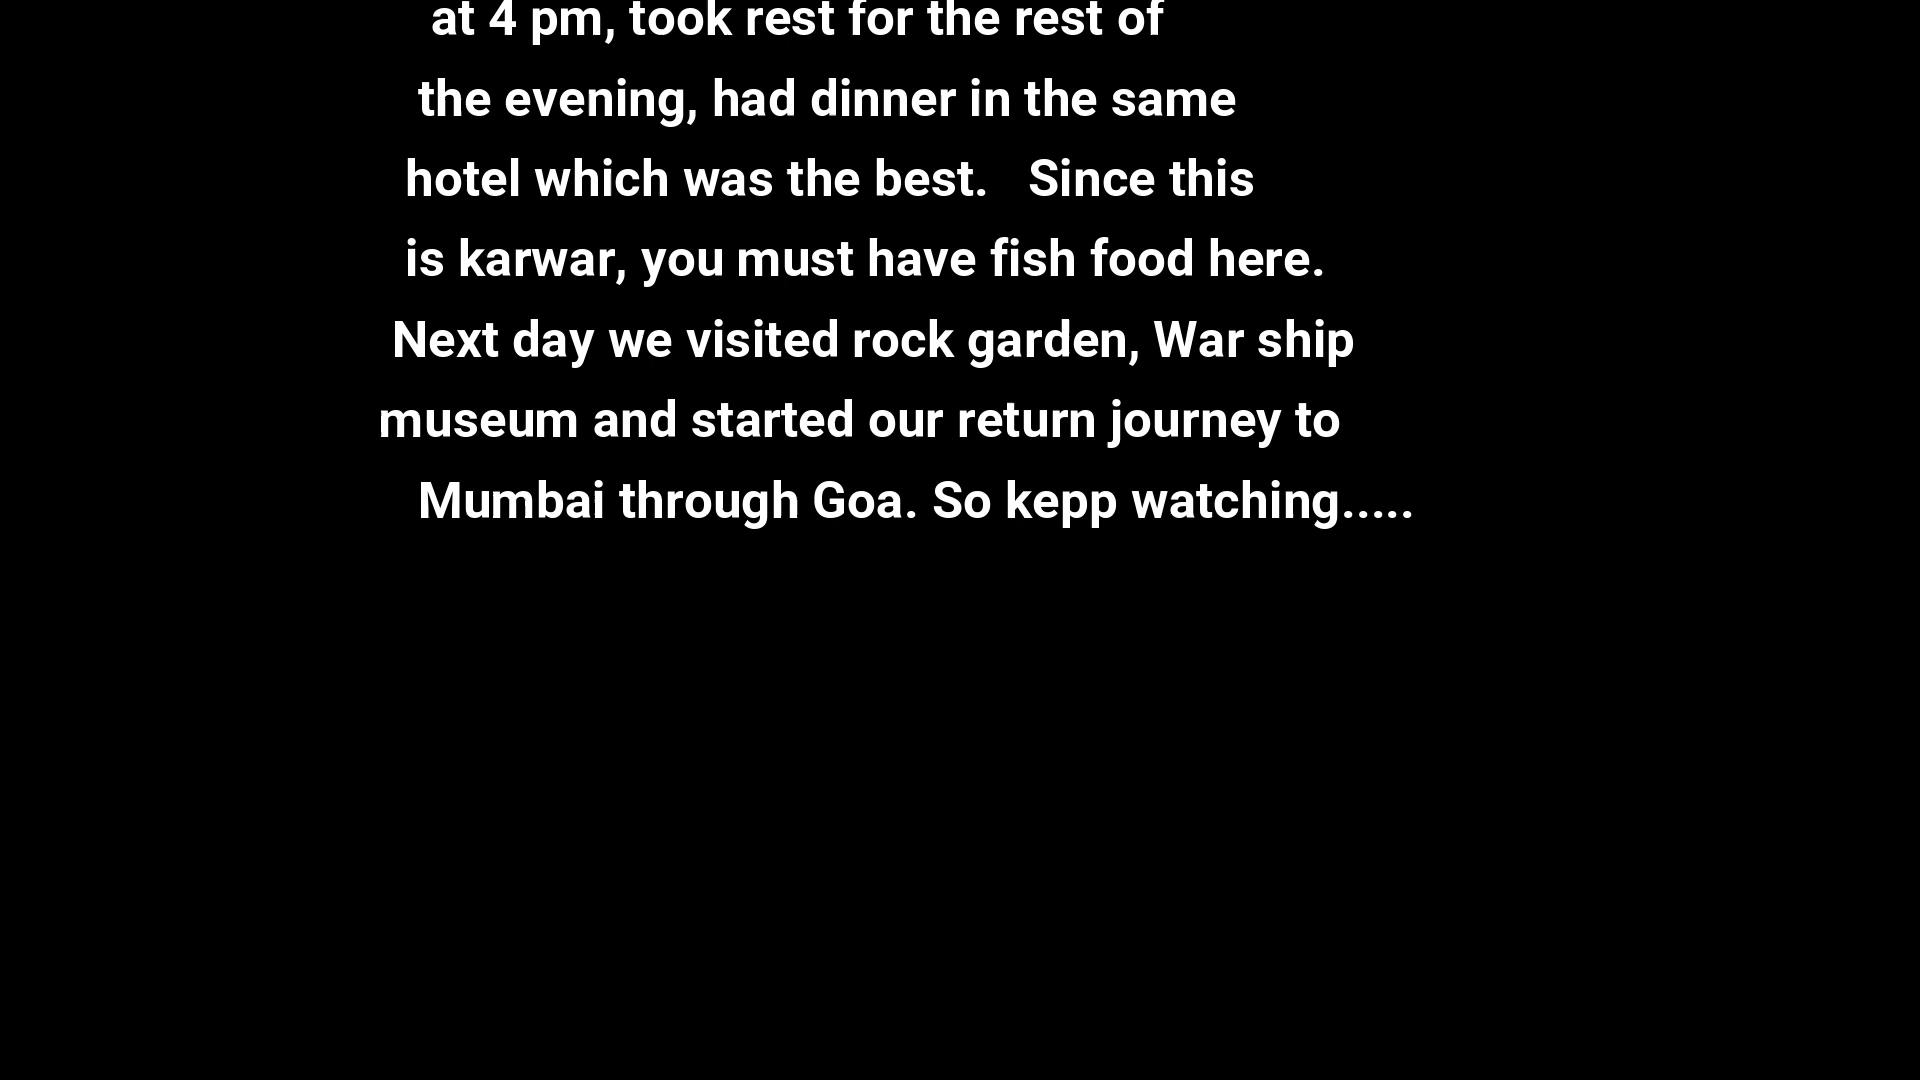 at 4 pm, took rest for the rest of
the evening, had dinner in the same
hotel which was the best.   Since this
is karwar, you must have fish food here.
Next day we visited rock garden, War ship
museum and started our return journey to
Mumbai through Goa. So kepp watching.....